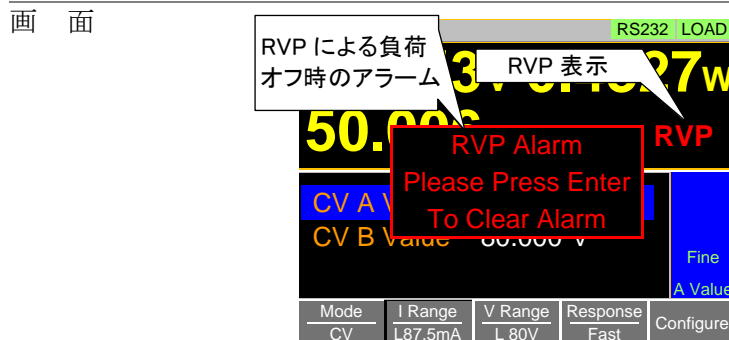 画 面
RS232 LOAD
RVP による負荷
オフ時のアラーム
RVP 表示
RVP
RVP Alarm
Please Press Enter
To Clear Alarm
CV A
CV B Value 80.000 V
Fine
A Value
Mode
CV
I Range
L87.5mA
V Range
L 80V
Response
Fast
Configure